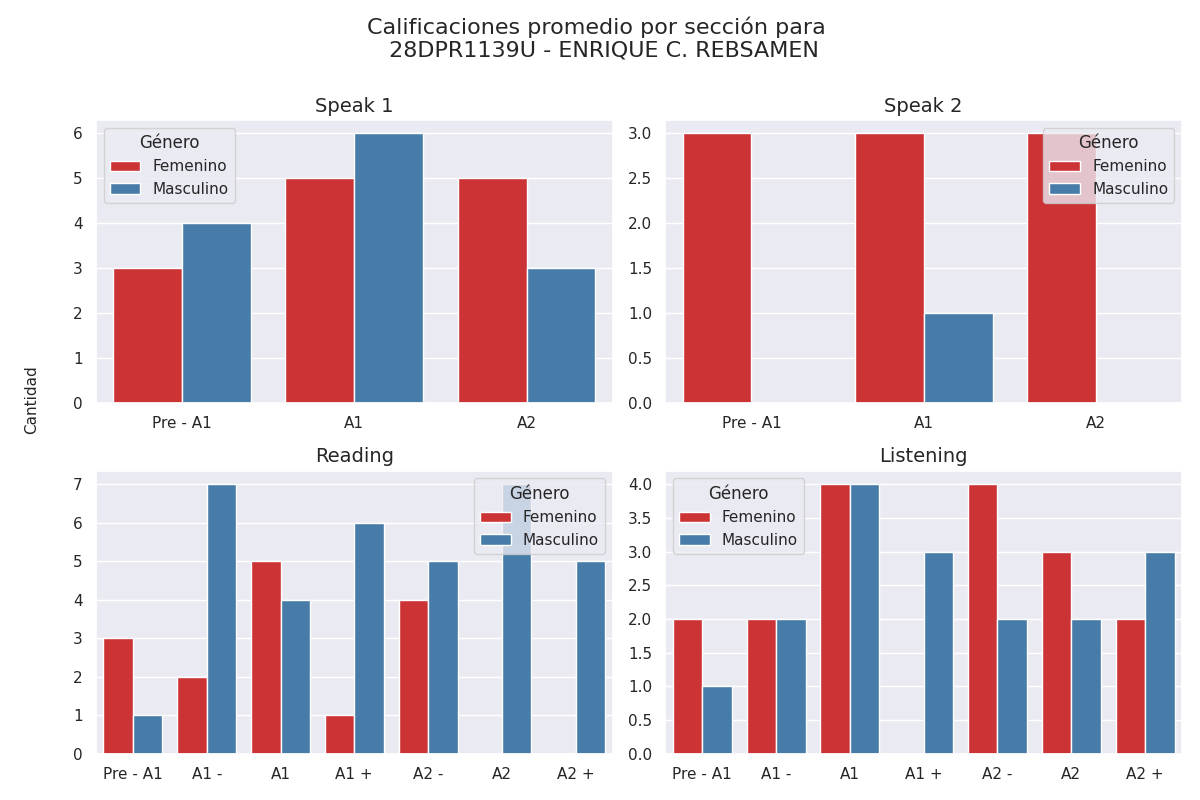 Calificaciones promedio por sección para
28DPR1139U - ENRIQUE C. REBSAMEN
Cantidad
Speak 1
Género
Femenino
Masculino
6
5
4
3
2
1
0
Pre - A1 A1 A2
Speak 2
Género
Femenino
Masculino
3.0
2.5
2.0
1.5
1.0
0.5
0.0
Pre - A1 A1 A2
Reading
Género
Femenino
Masculino
7
6
5
4
3
2
1
0
Pre - A1 A1 - A1 A1 + A2 - A2 A2 +
Listening
Género
Femenino
Masculino
4.0
3.5
3.0
2.5
2.0
1.5
1.0
0.5
0.0
Pre - A1 A1 - A1 A1 + A2 - A2 A2 +